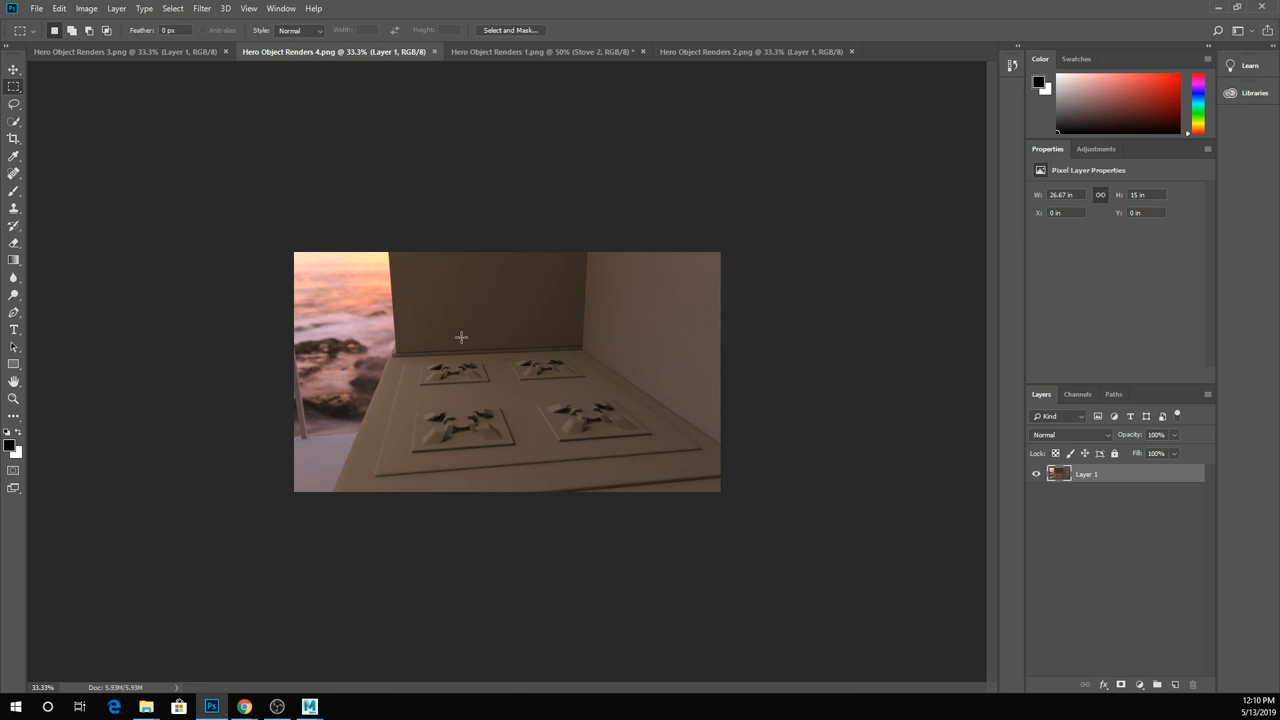 Ps File Edit Image Layer Type Select Filter 3D View Window Help
Feather: 0 px Anti-alias Style: Normal Width: Height: Select and Mask...
Hero Object Renders 3.png @ 33.3% (Layer 1, RGB/8) × Hero Object Renders 4.png @ 33.3% (Layer 1, RGB/8) × Hero Object Renders 1.png @ 50% (Stove 2, RGB/8) * × Hero Object Renders 2.png @ 33.3% (Layer 1, RGB/8) ×
Color Swatches
Learn
Libraries
Properties Adjustments
Pixel Layer Properties
W: 26.67 in H: 15 in
X: 0 in Y: 0 in
Layers Channels Paths
Kind
Normal Opacity: 100%
Lock: Fill: 100%
Layer 1
33.33% Doc: 5.93M/5.93M
Ps
12:10 PM
5/13/2019